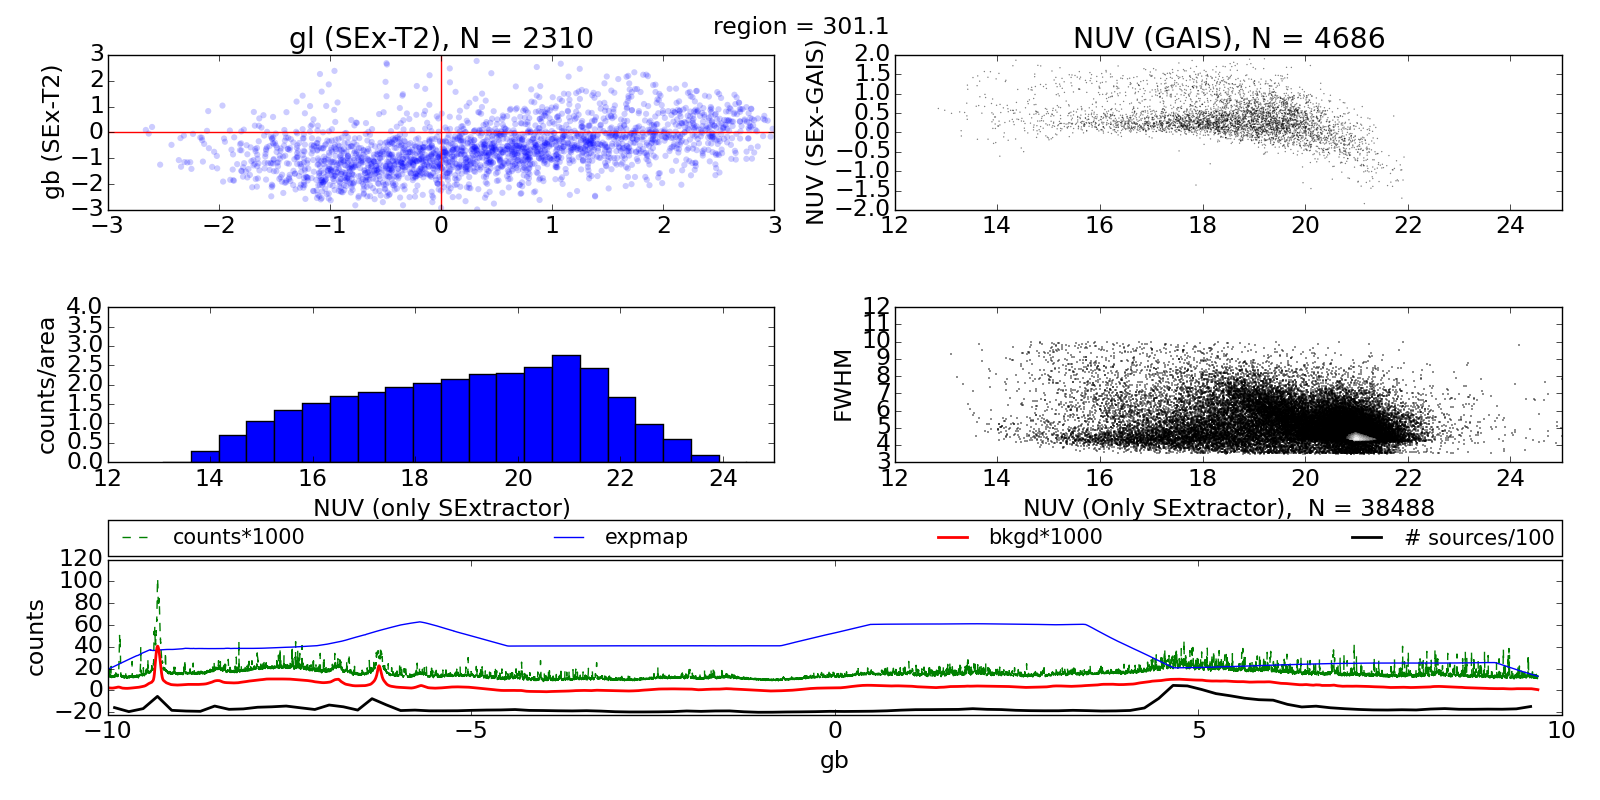 region = 301.1
gl (SEx-T2), N = 2310
gb (SEx-T2)
3
2
1
0
−1
−2
−3
−3 −2 −1 0 1 2 3
NUV (GAIS), N = 4686
NUV (SEx-GAIS)
2.0
1.5
1.0
0.5
0.0
−0.5
−1.0
−1.5
−2.0
12 14 16 18 20 22 24
counts/area
4.0
3.5
3.0
2.5
2.0
1.5
1.0
0.5
0.0
12 14 16 18 20 22 24
NUV (only SExtractor)
FWHM
12
11
10
9
8
7
6
5
4
3
12 14 16 18 20 22 24
NUV (Only SExtractor), N = 38488
counts*1000 expmap bkgd*1000 # sources/100
counts
120
100
80
60
40
20
0
−20
−10 −5 0 5 10
gb